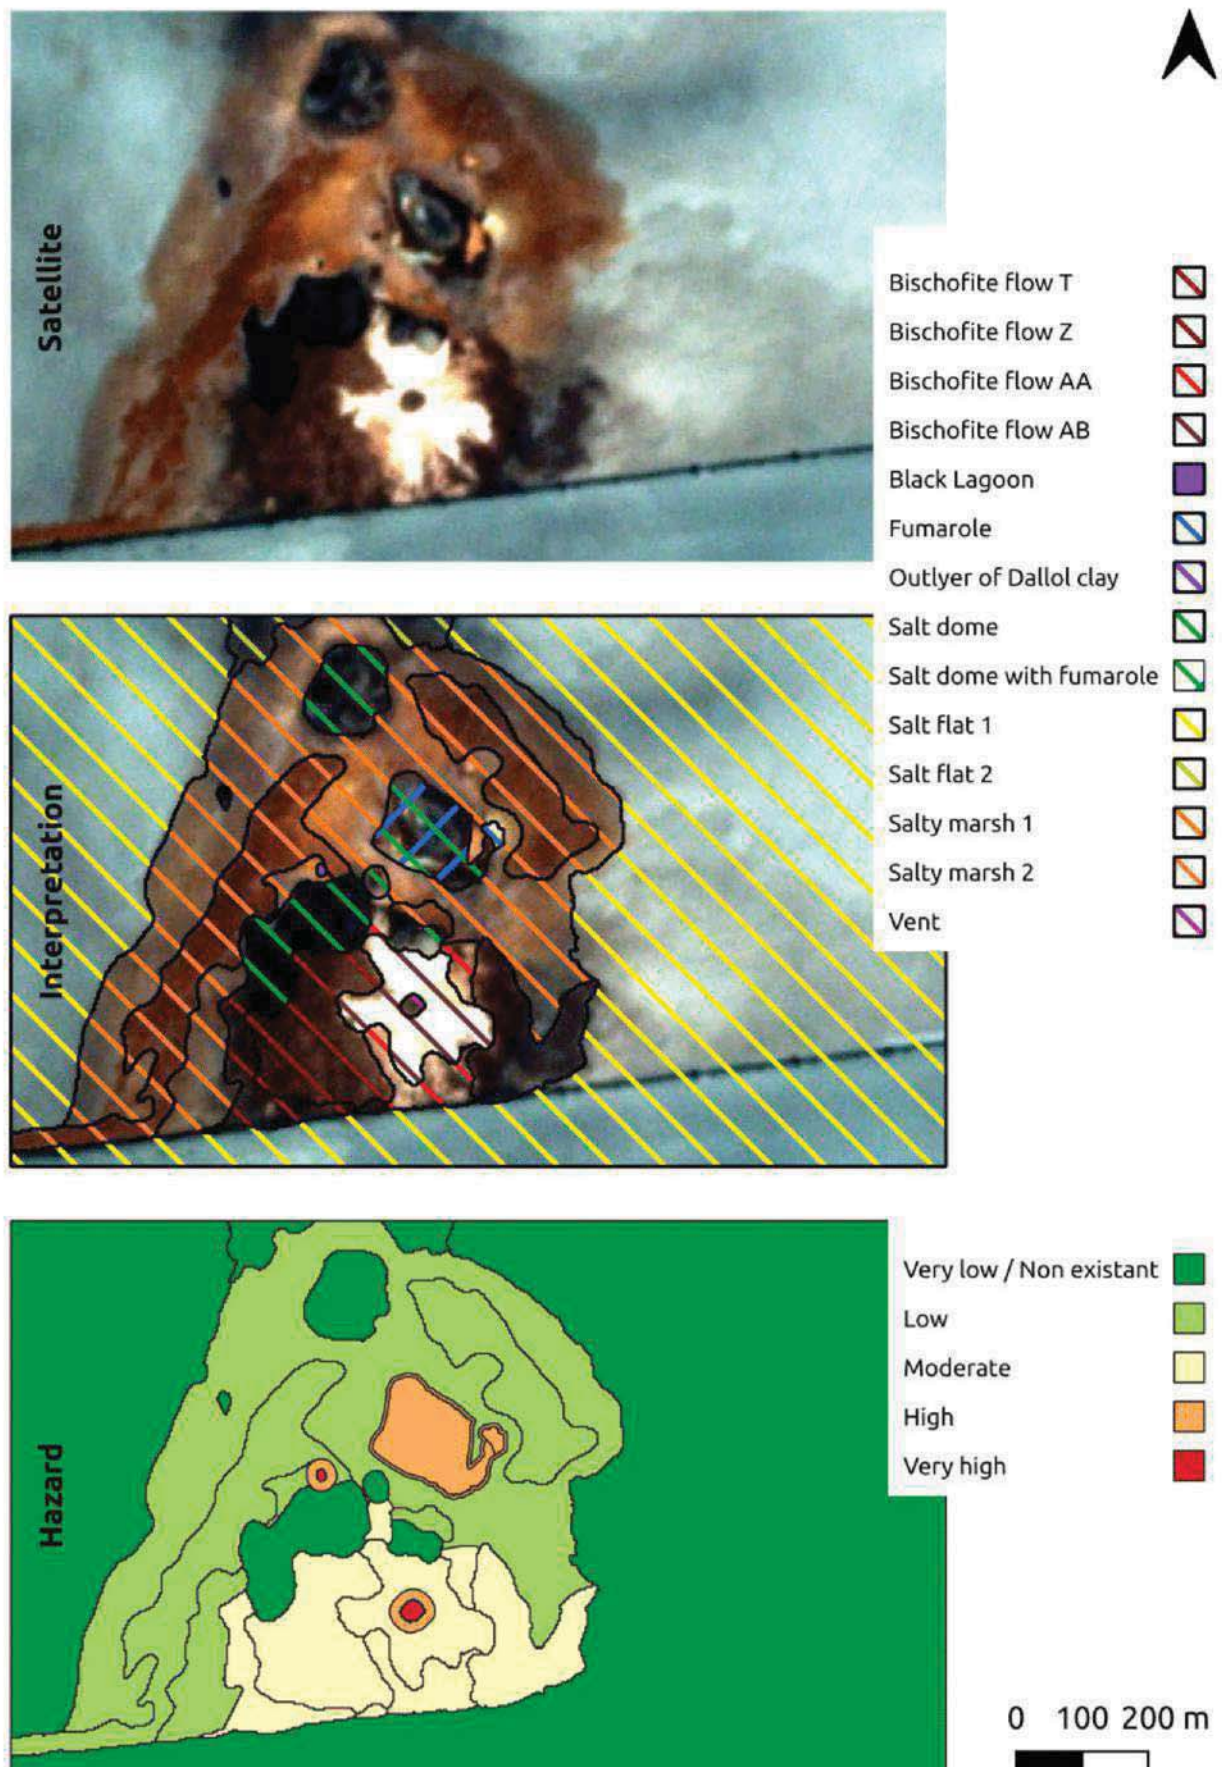 Satellite
Bischofite flow T
Bischofite flow Z
Bischofite flow AA
Bischofite flow AB
Black Lagoon
Fumarole
Outlyer of Dallol clay
Salt dome
Salt dome with fumarole
Salt flat 1
Salt flat 2
Salty marsh 1
Salty marsh 2
Vent
Interpretation
Very low / Non existant
Low
Moderate
High
Very high
Hazard
0 100 200 m